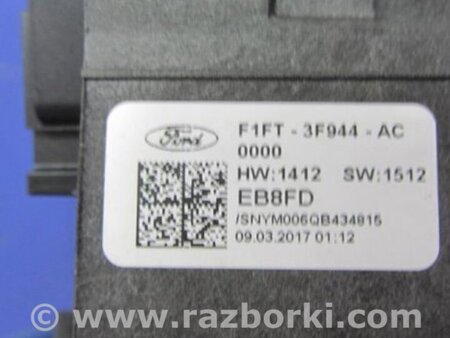 Ford
F1FT - 3F944 - AC
0000
HW:1412 SW:1512
EB8FD
/SNYM006QB434815
09.03.2017 01:12
www.razborki.com